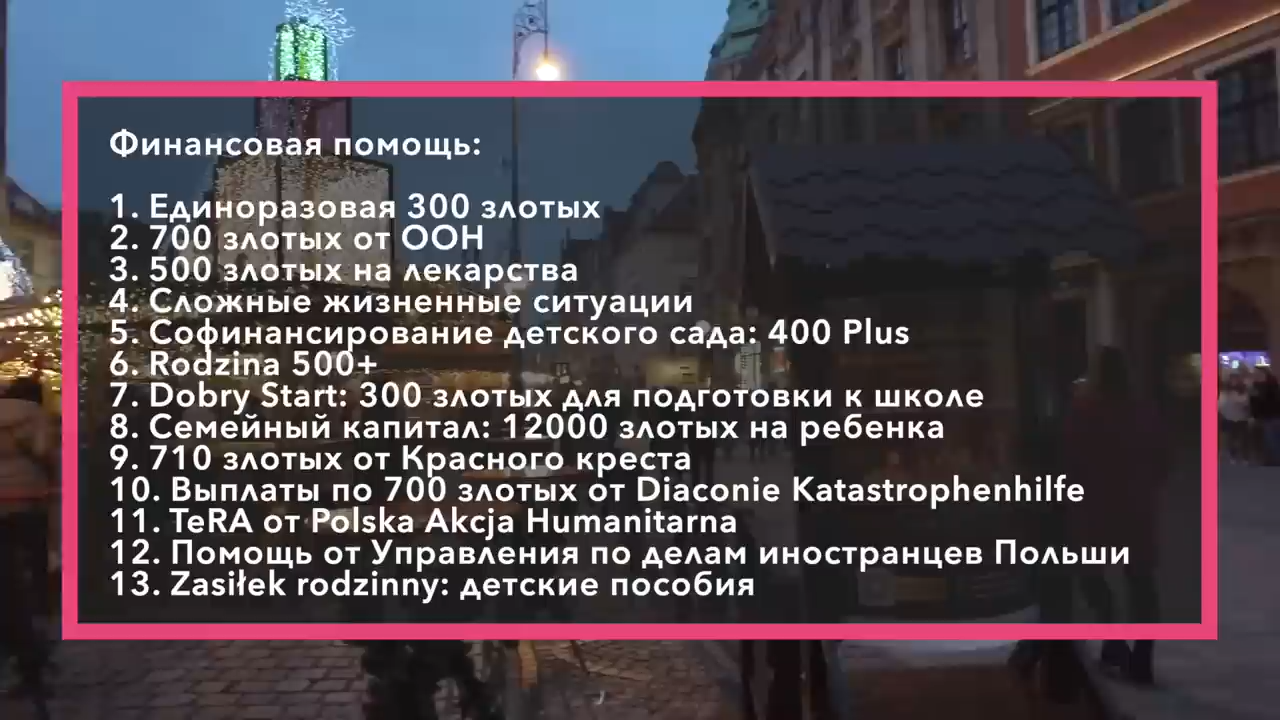 Финансовая помощь:
1. Единоразовая 300 злотых
2. 700 злотых от ООН
3. 500 злотых на лекарства
4. Сложные жизненные ситуации
5. Софинансирование детского сада: 400 Plus
6. Rodzina 500+
7. Dobry Start: 300 злотых для подготовки к школе
8. Семейный капитал: 12000 злотых на ребенка
9. 710 злотых от Красного креста
10. Выплаты по 700 злотых от Diaconie Katastrophenhilfe
11. TeRA от Polska Akcja Humanitarna
12. Помощь от Управления по делам иностранцев Польши
13. Zasiłek rodzinny: детские пособия